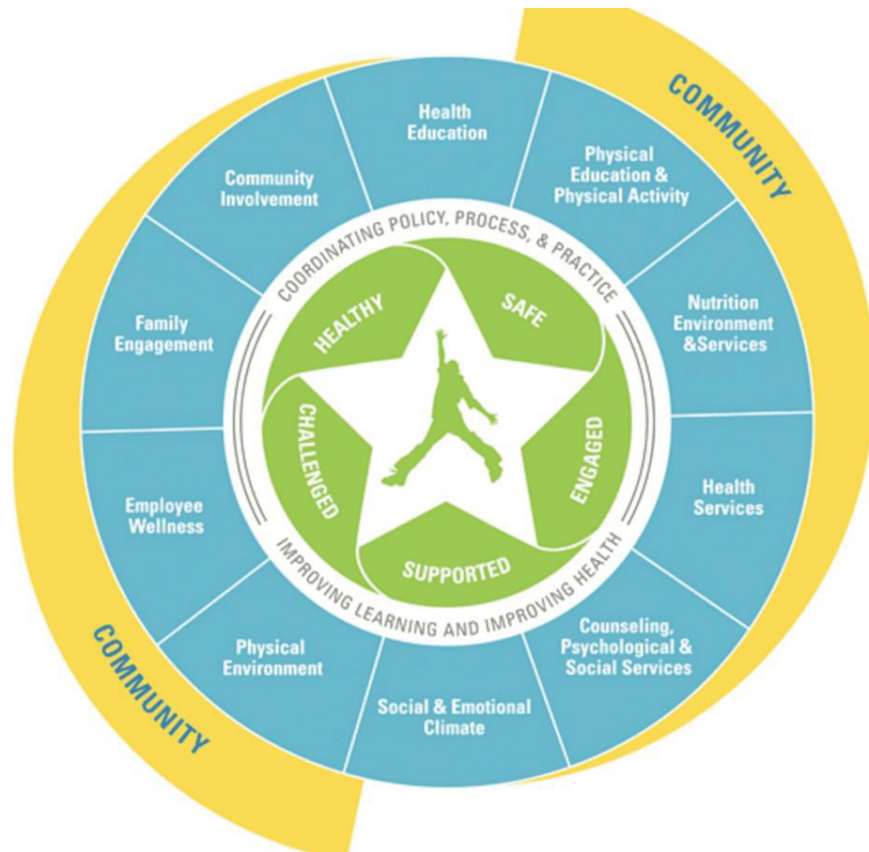 COMMUNITY
Health
Education
Physical
Education &
Physical Activity
Nutrition
Environment
&Services
Health
Services
Counseling,
Psychological &
Social Services
Social & Emotional
Climate
Physical
Environment
Employee
Wellness
Family
Engagement
Community
Involvement
COORDINATING POLICY, PROCESS, & PRACTICE
IMPROVING LEARNING AND IMPROVING HEALTH
HEALTHY
SAFE
ENGAGED
SUPPORTED
CHALLENGED
COMMUNITY